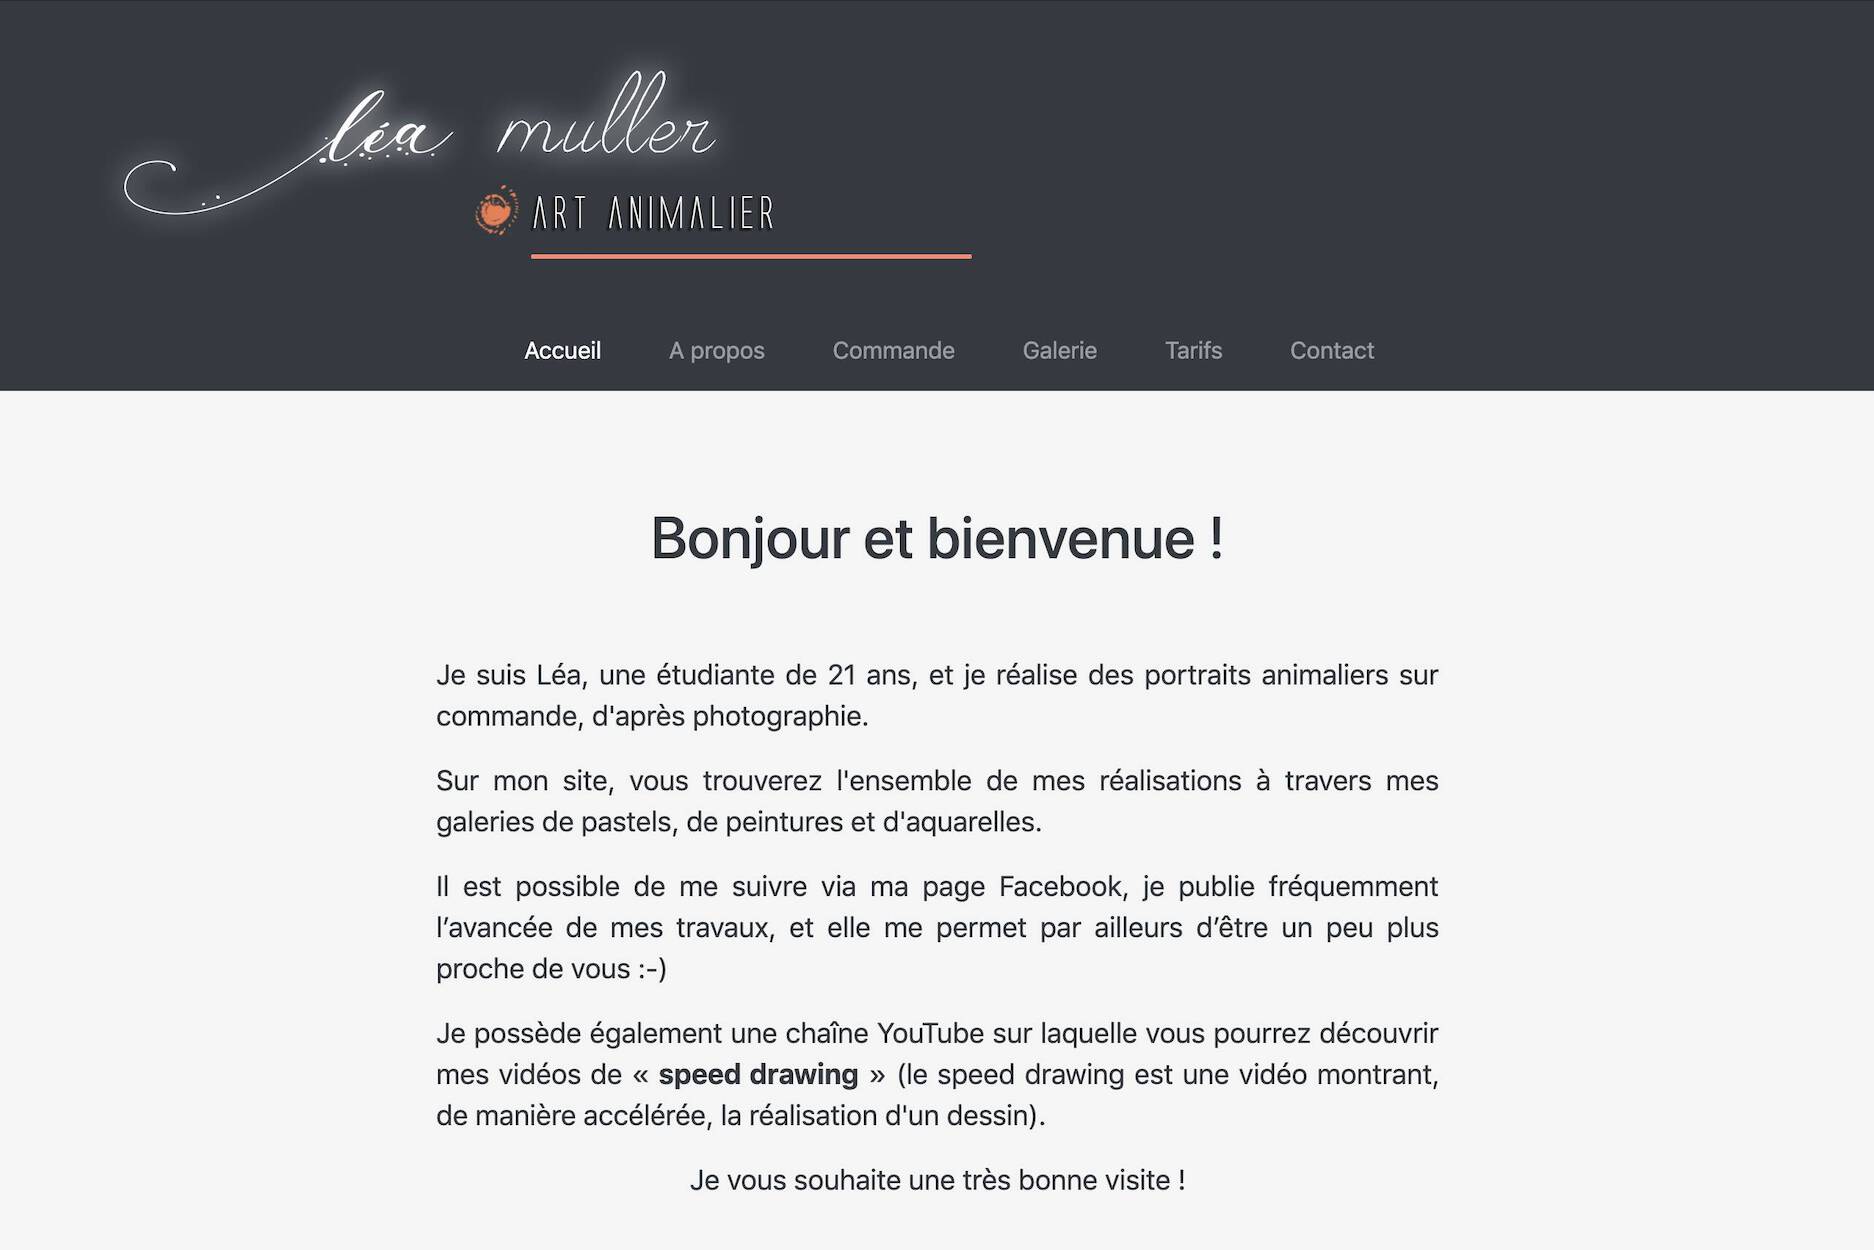 léa muller
ART ANIMALIER
Accueil A propos Commande Galerie Tarifs Contact
Bonjour et bienvenue !
Je suis Léa, une étudiante de 21 ans, et je réalise des portraits animaliers sur
commande, d'après photographie.
Sur mon site, vous trouverez l'ensemble de mes réalisations à travers mes
galeries de pastels, de peintures et d'aquarelles.
Il est possible de me suivre via ma page Facebook, je publie fréquemment
l’avancée de mes travaux, et elle me permet par ailleurs d’être un peu plus
proche de vous :-)
Je possède également une chaîne YouTube sur laquelle vous pourrez découvrir
mes vidéos de « speed drawing » (le speed drawing est une vidéo montrant,
de manière accélérée, la réalisation d'un dessin).
Je vous souhaite une très bonne visite !